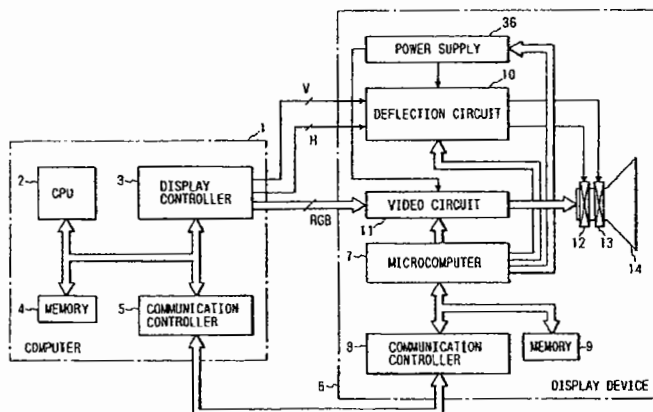 36
POWER SUPPLY
10
V
DEFLECTION CIRCUIT
1
H
2
CPU
3
DISPLAY
CONTROLLER
RGB
VIDEO CIRCUIT
11
12
13
14
7
MICROCOMPUTER
4
MEMORY
5
COMMUNICATION
CONTROLLER
COMPUTER
8
COMMUNICATION
CONTROLLER
MEMORY
9
6
DISPLAY DEVICE